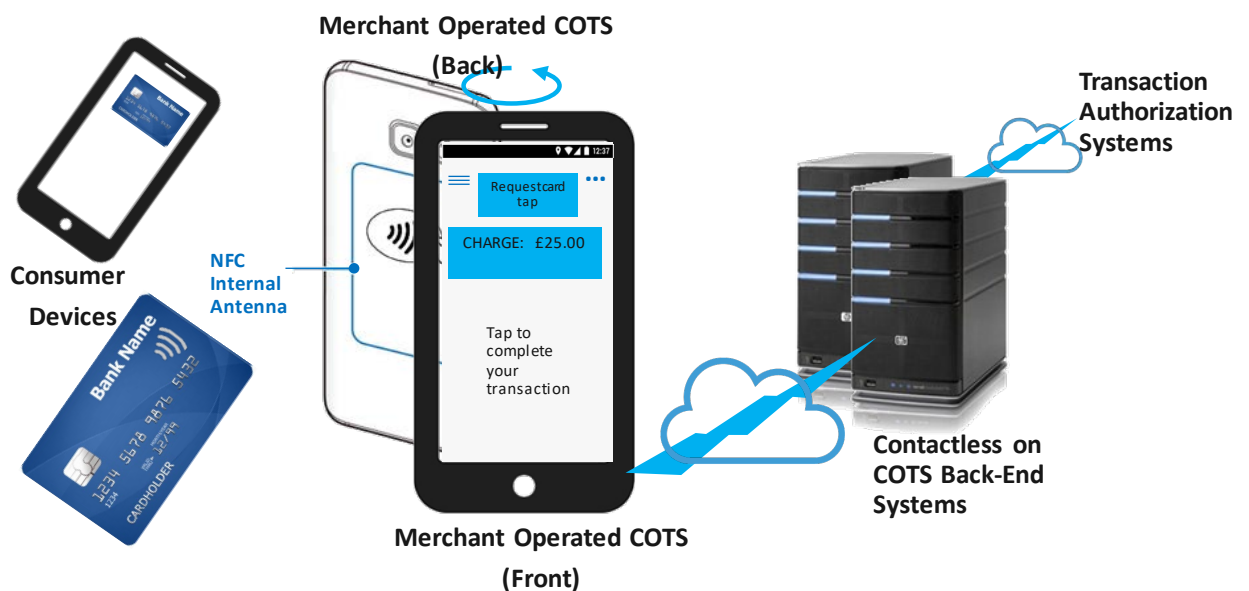 Merchant Operated COTS
(Back)
Transaction
Authorization
Systems
Bank Name
12:37
Requestcard
tap
CHARGE: £25.00
NFC
Internal
Antenna
Consumer
Devices
Bank Name
1234 5678 9876 5432
1234
12/99
CARDHOLDER
Tap to
complete
your
transaction
Contactless on
COTS Back-End
Systems
Merchant Operated COTS
(Front)